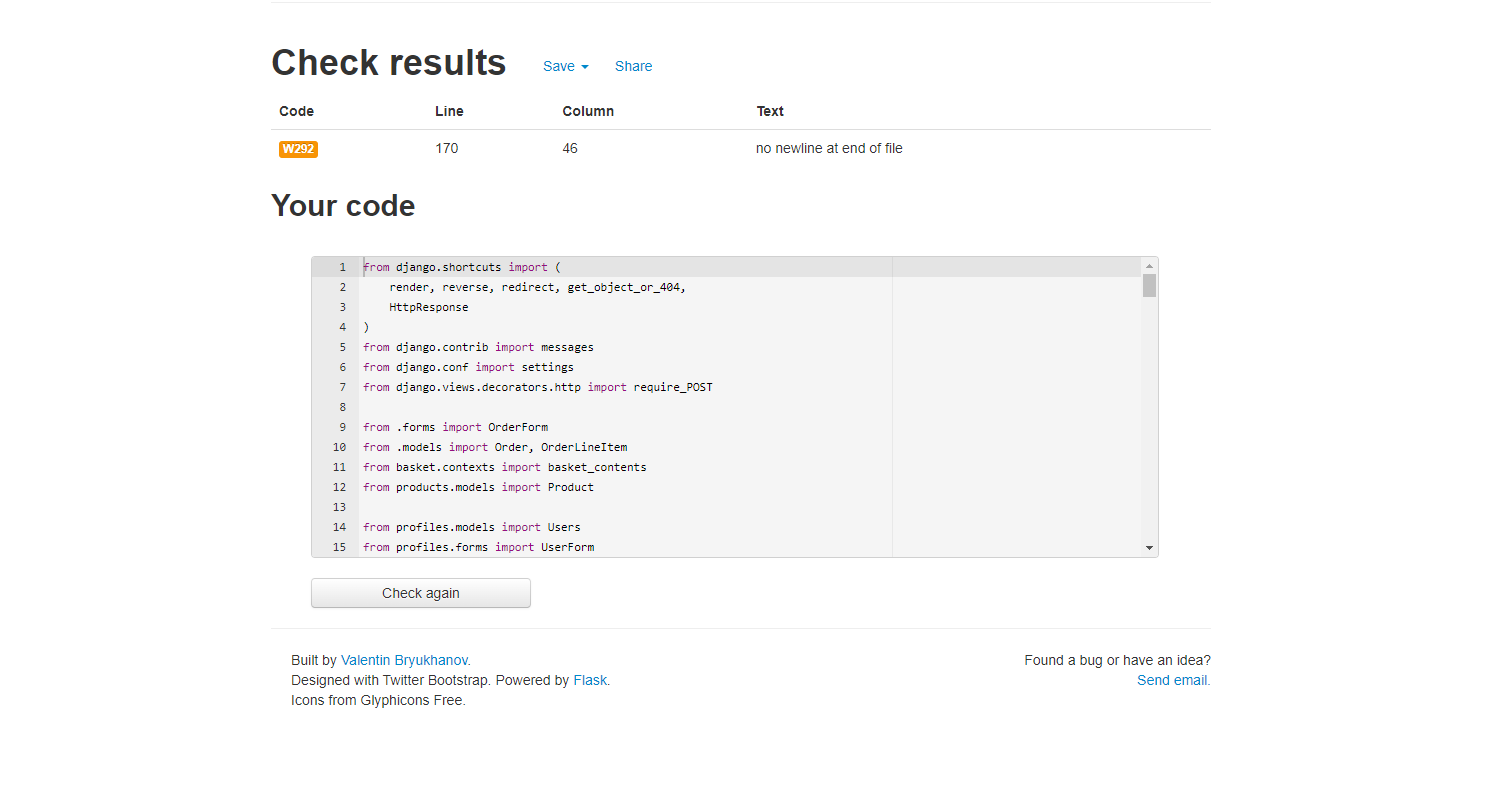 Check results Save Share
Code Line Column Text
W292 170 46 no newline at end of file
Your code
1 from django.shortcuts import (
2     render, reverse, redirect, get_object_or_404,
3     HttpResponse
4 )
5 from django.contrib import messages
6 from django.conf import settings
7 from django.views.decorators.http import require_POST
8
9 from .forms import OrderForm
10 from .models import Order, OrderLineItem
11 from basket.contexts import basket_contents
12 from products.models import Product
13
14 from profiles.models import Users
15 from profiles.forms import UserForm
Check again
Built by Valentin Bryukhanov. Found a bug or have an idea?
Designed with Twitter Bootstrap. Powered by Flask. Send email.
Icons from Glyphicons Free.